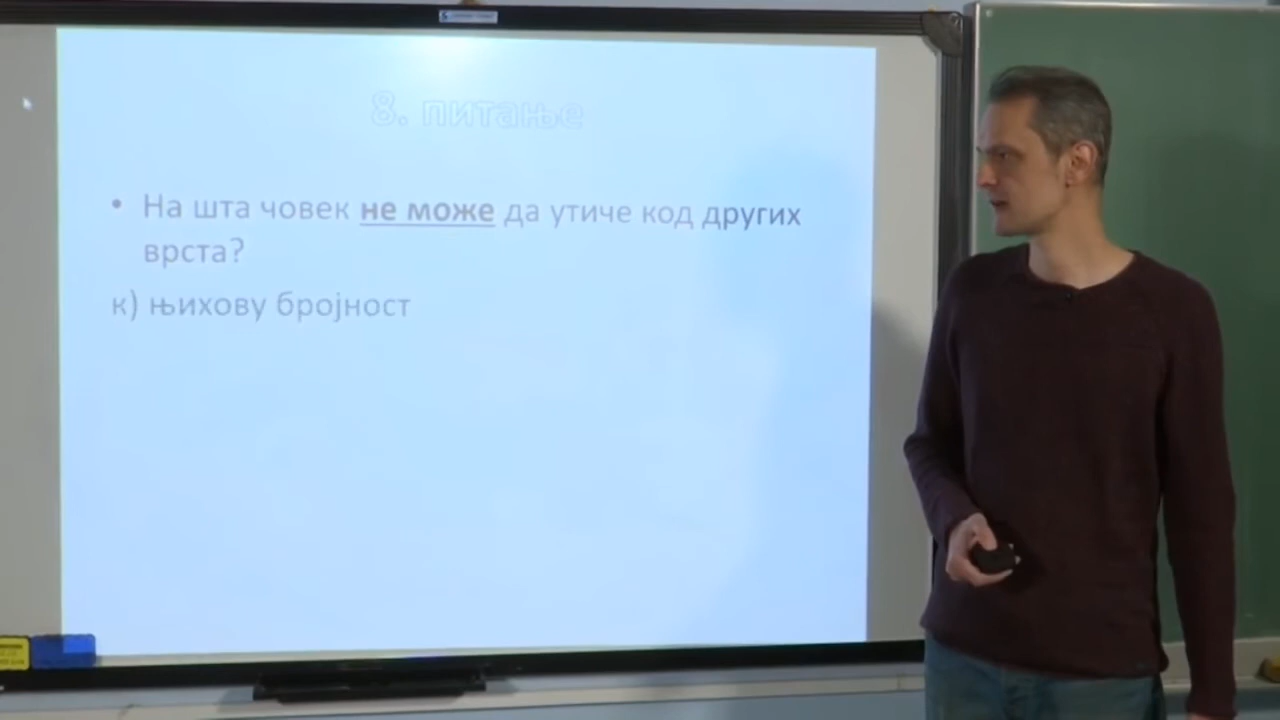 8. питање
• На шта човек не може да утиче код других
врста?
к) њихову бројност